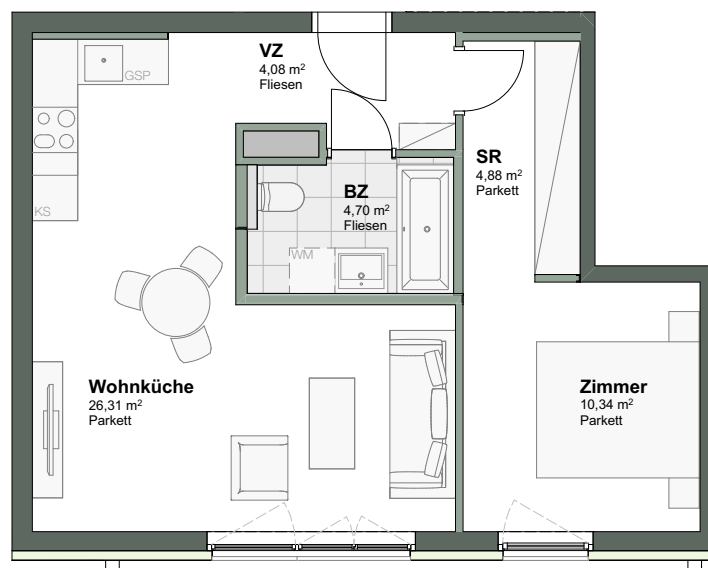 VZ
4,08 m²
Fliesen
GSP
SR
4,88 m²
Parkett
BZ
4,70 m²
Fliesen
KS
WM
Wohnküche
26,31 m²
Parkett
Zimmer
10,34 m²
Parkett